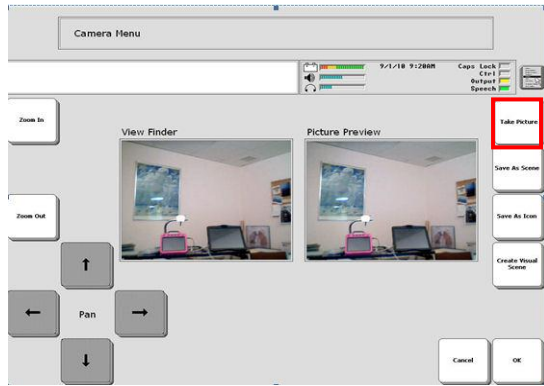 Camera Menu
9/1/10 9:20AM
Caps Lock
Ctrl
Output
Speech
Zoom In
View Finder
Picture Preview
Take Picture
Save As Scene
Zoom Out
Save As Icon
Create Visual
Scene
Pan
Cancel
OK